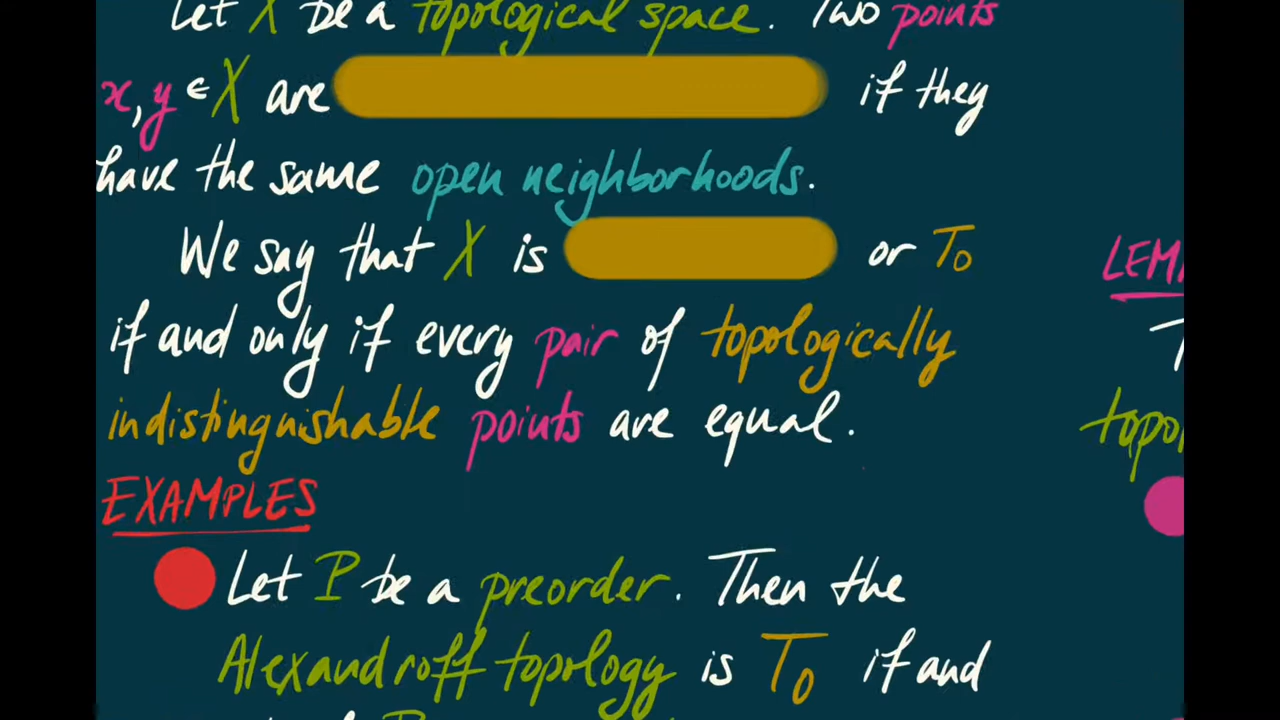 Let X be a topological space. Two points
x, y ∈ X are if they
have the same open neighborhoods.
We say that X is or T0
if and only if every pair of topologically
indistinguishable points are equal.
EXAMPLES
Let P be a preorder. Then the
Alexandroff topology is T0 if and
LEM
T
topo